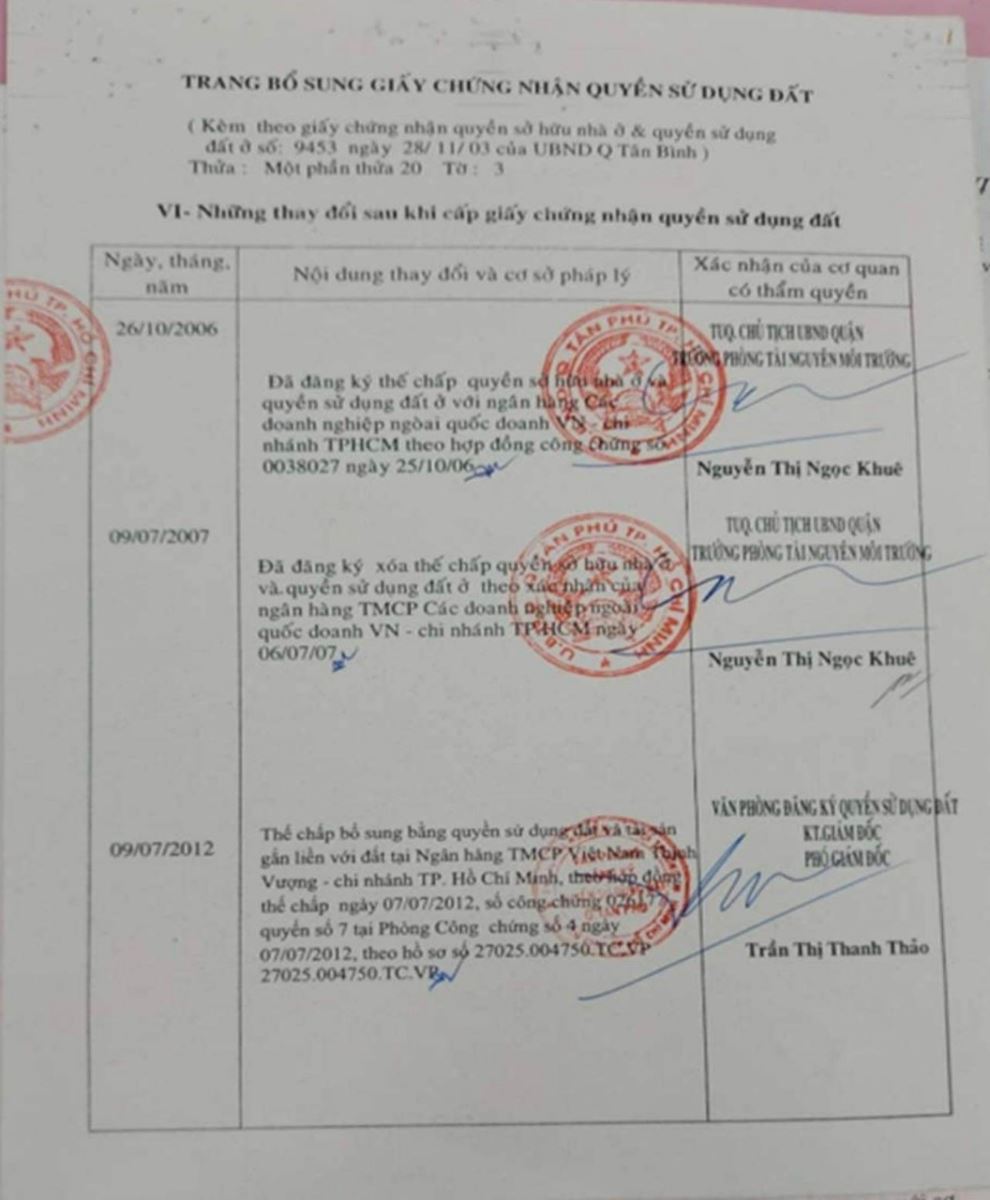 TRANG BỔ SUNG GIẤY CHỨNG NHẬN QUYỀN SỬ DỤNG ĐẤT
( Kèm theo giấy chứng nhận quyền sở hữu nhà ở & quyền sử dụng
đất ở số: 9453 ngày 28/ 11/ 03 của UBND Q Tân Bình )
Thửa : Một phần thửa 20 Tờ : 3
VI- Những thay đổi sau khi cấp giấy chứng nhận quyền sử dụng đất
Ngày, tháng,
năm
Nội dung thay đổi và cơ sở pháp lý
Xác nhận của cơ quan
có thẩm quyền
26/10/2006
Đã đăng ký thế chấp quyền sở hữu nhà ở và
quyền sử dụng đất ở với ngân hàng Các
doanh nghiệp ngòai quốc doanh VN - chi
nhánh TPHCM theo hợp đồng công chứng số
0038027 ngày 25/10/06
TUQ. CHỦ TỊCH UBND QUẬN
TRƯỞNG PHÒNG TÀI NGUYÊN MÔI TRƯỜNG
Nguyễn Thị Ngọc Khuê
09/07/2007
Đã đăng ký xóa thế chấp quyền sở hữu nhà ở
và quyền sử dụng đất ở theo xác nhận của
ngân hàng TMCP Các doanh nghiệp ngoài
quốc doanh VN - chi nhánh TP.HCM ngày
06/07/07
TUQ. CHỦ TỊCH UBND QUẬN
TRƯỞNG PHÒNG TÀI NGUYÊN MÔI TRƯỜNG
Nguyễn Thị Ngọc Khuê
09/07/2012
Thế chấp bổ sung bằng quyền sử dụng đất và tài sản
gắn liền với đất tại Ngân hàng TMCP Việt Nam Thịnh
Vượng - chi nhánh TP. Hồ Chí Minh, theo hợp đồng
thế chấp ngày 07/07/2012, số công chứng
quyển số 7 tại Phòng Công chứng số 4 ngày
07/07/2012, theo hồ sơ số 27025.004750.TC.VP
27025.004750.TC.VP
VĂN PHÒNG ĐĂNG KÝ QUYỀN SỬ DỤNG ĐẤT
KT.GIÁM ĐỐC
PHÓ GIÁM ĐỐC
Trần Thị Thanh Thảo